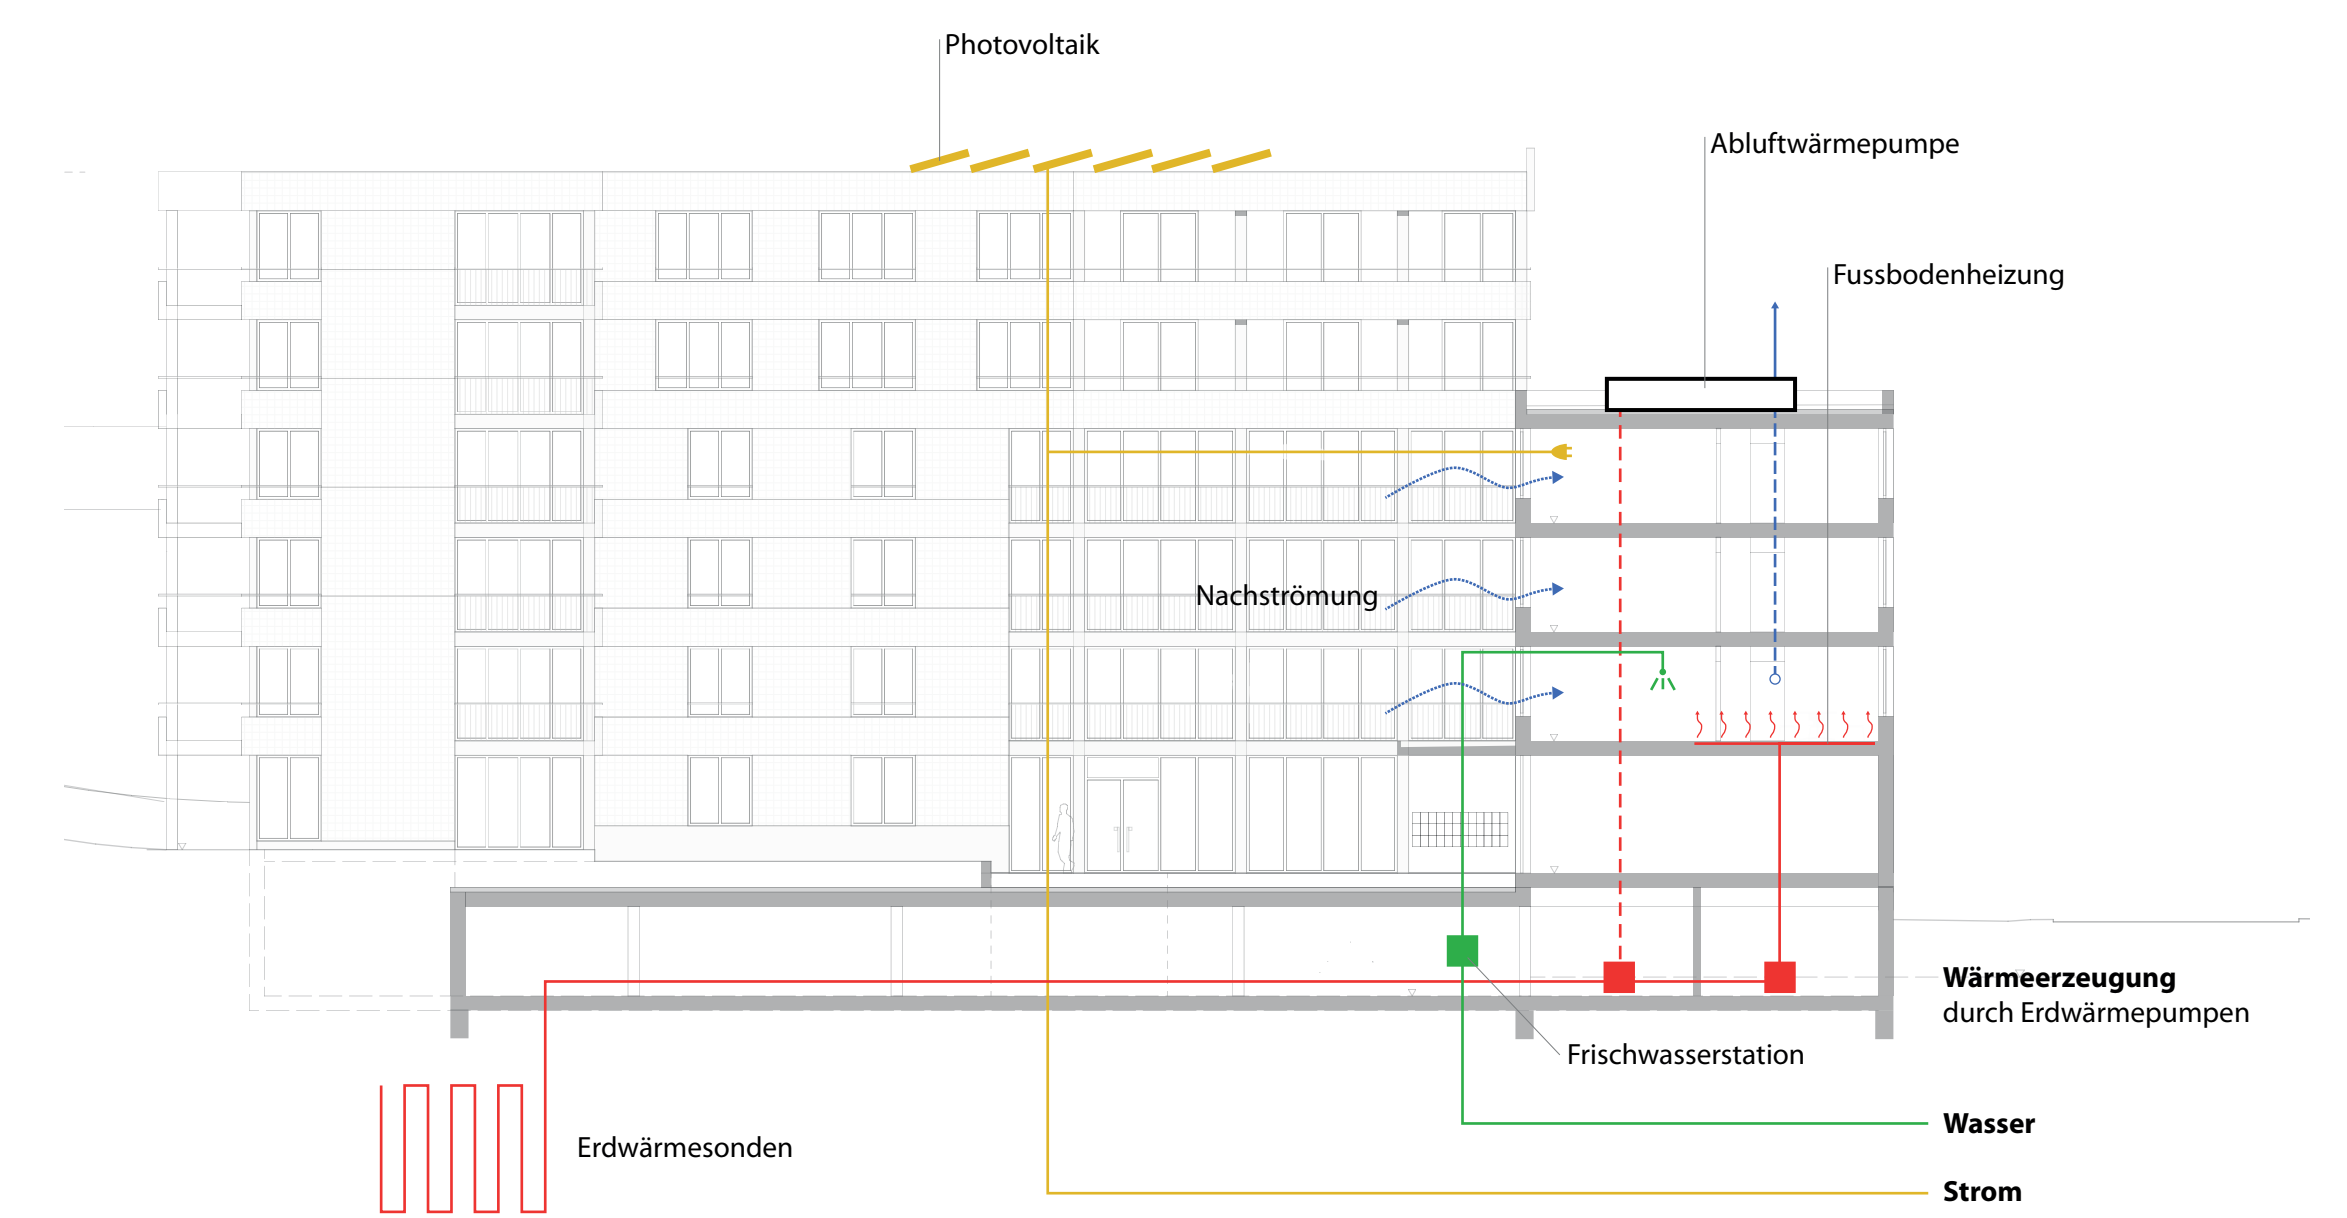 Photovoltaik
Abluftwärmepumpe
Fussbodenheizung
Nachströmung
Wärmeerzeugung
durch Erdwärmepumpen
Frischwasserstation
Wasser
Erdwärmesonden
Strom